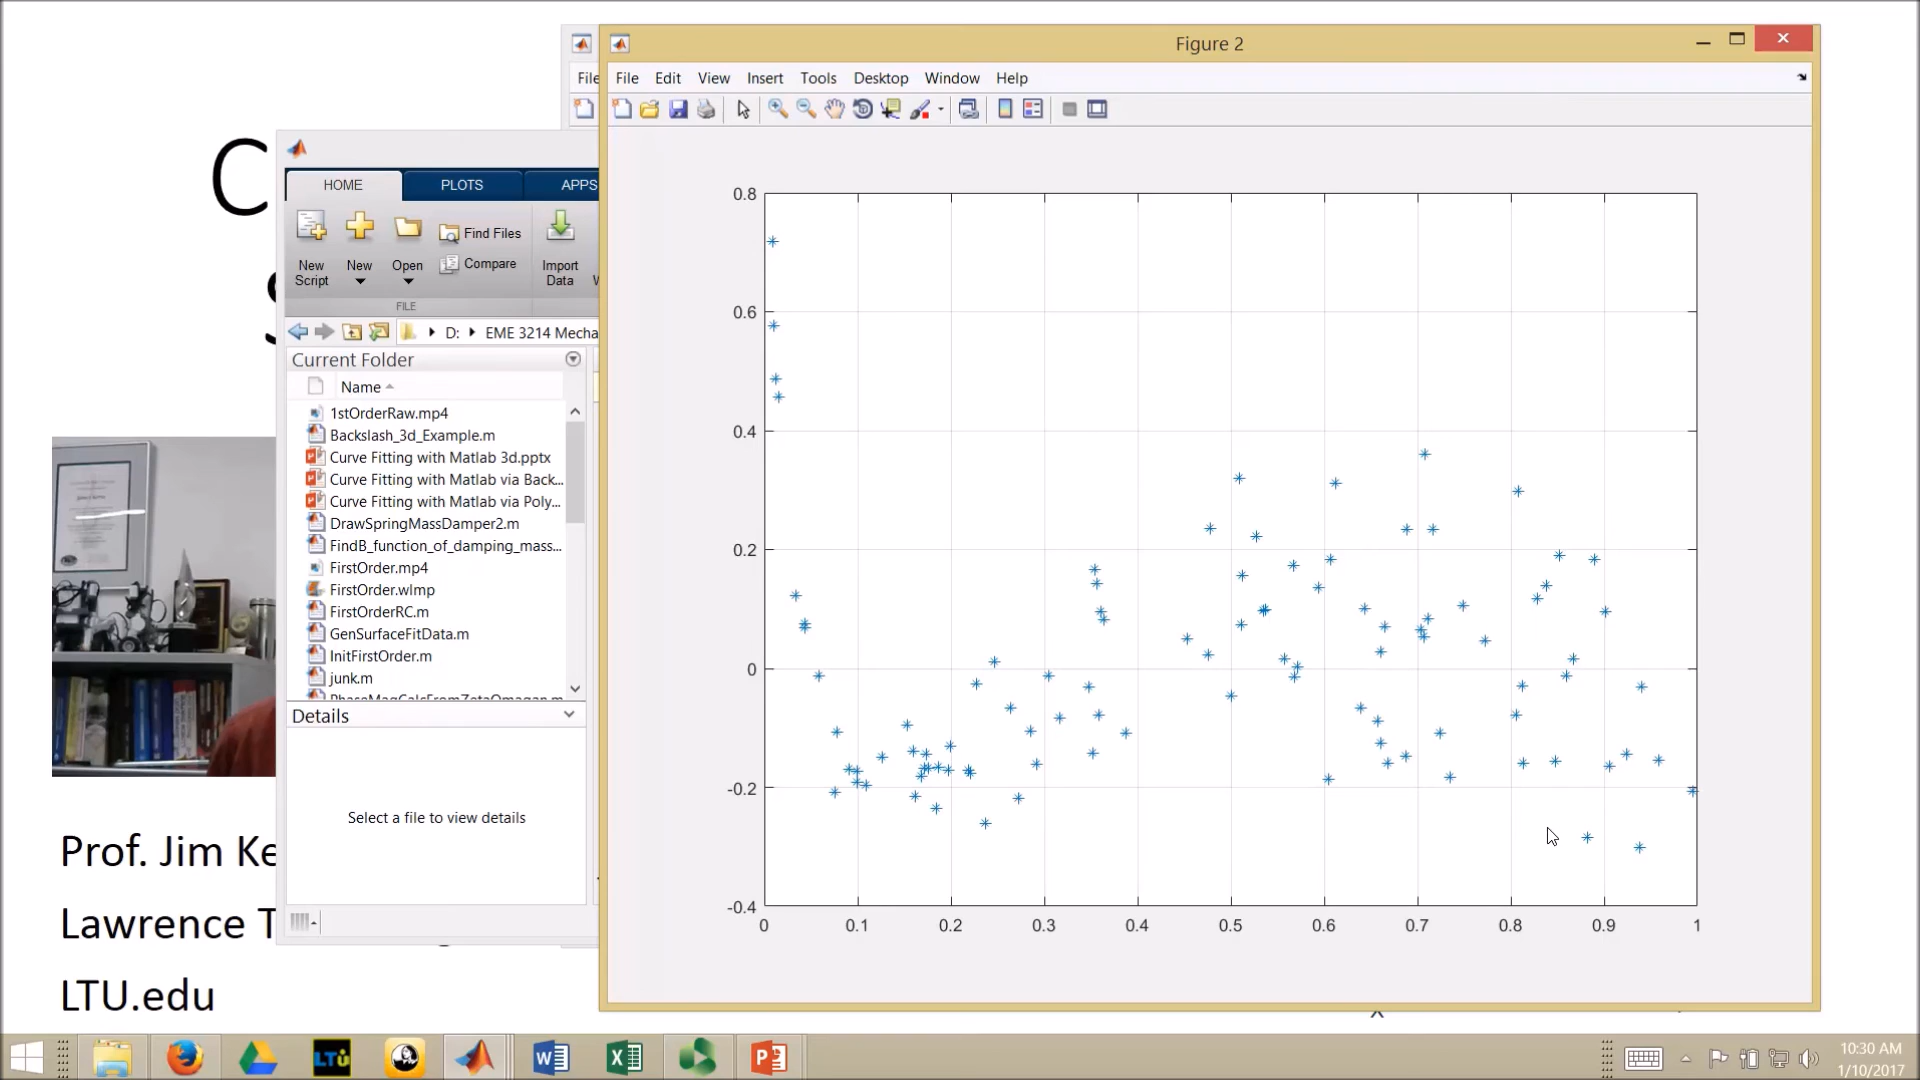 Figure 2
File
File Edit View Insert Tools Desktop Window Help
HOME PLOTS APPS
Find Files
Compare
New Script
New
Open
Import Data
FILE
D: EME 3214 Mecha
Current Folder
Name
1stOrderRaw.mp4
Backslash_3d_Example.m
Curve Fitting with Matlab 3d.pptx
Curve Fitting with Matlab via Back...
Curve Fitting with Matlab via Poly...
DrawSpringMassDamper2.m
FindB_function_of_damping_mass...
FirstOrder.mp4
FirstOrder.wlmp
FirstOrderRC.m
GenSurfaceFitData.m
InitFirstOrder.m
junk.m
PhaseMagCalcFromZetaOmagan.m
Details
Select a file to view details
0.8
0.6
0.4
0.2
0
-0.2
-0.4
0 0.1 0.2 0.3 0.4 0.5 0.6 0.7 0.8 0.9 1
C
Prof. Jim Ke
Lawrence T
LTU.edu
x
LTU
10:30 AM
1/10/2017